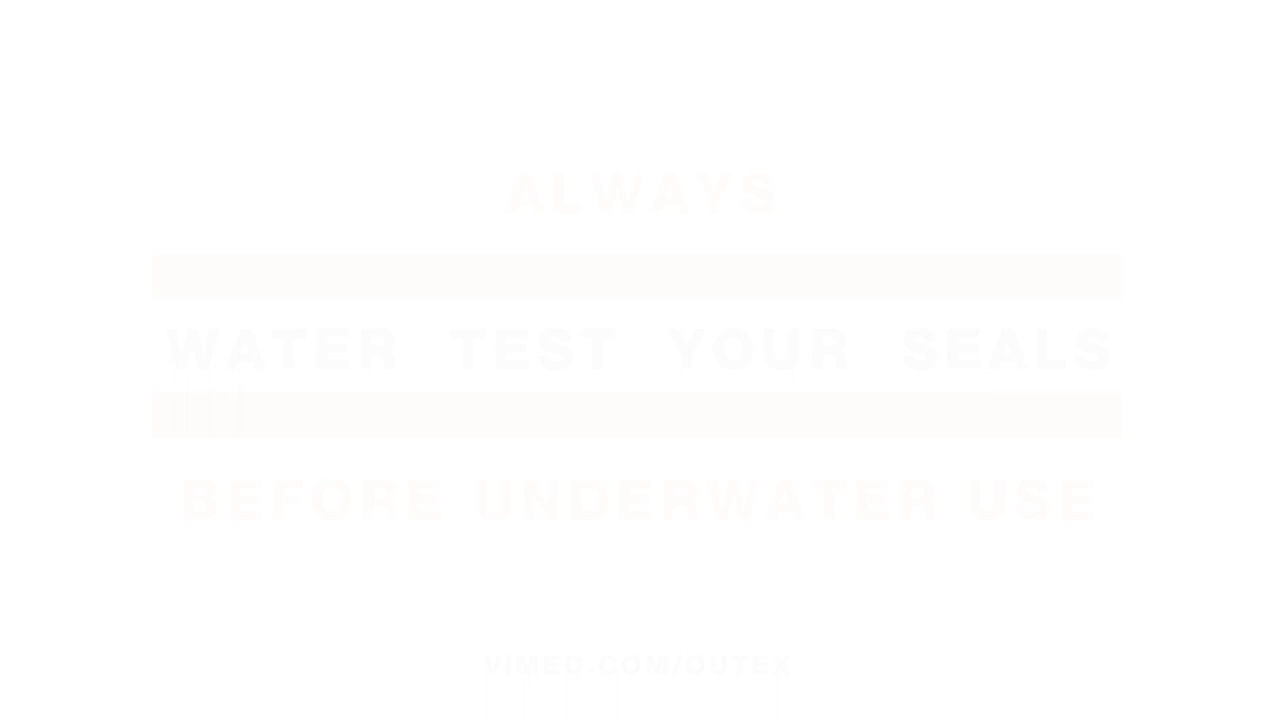 ALWAYS
WATER TEST YOUR SEALS
BEFORE UNDERWATER USE
VIMEO.COM/OUTEX